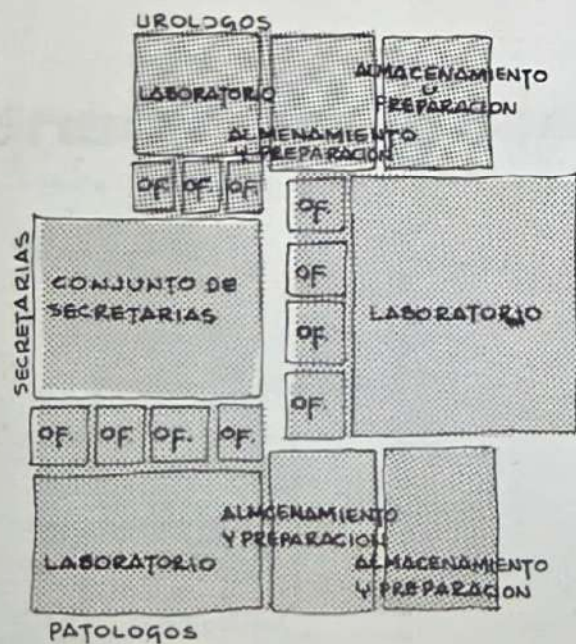 UROLOGOS
LABORATORIO
ALMACENAMIENTO
Y
PREPARACION
ALMENAMIENTO
Y PREPARACION
OF. OF. OF.
OF.
OF.
OF.
OF.
SECRETARIAS
CONJUNTO DE
SECRETARIAS
LABORATORIO
OF. OF. OF. OF.
LABORATORIO
ALMCENAMIENTO
Y PREPARACION
ALMACENAMIENTO
Y PREPARACION
PATOLOGOS